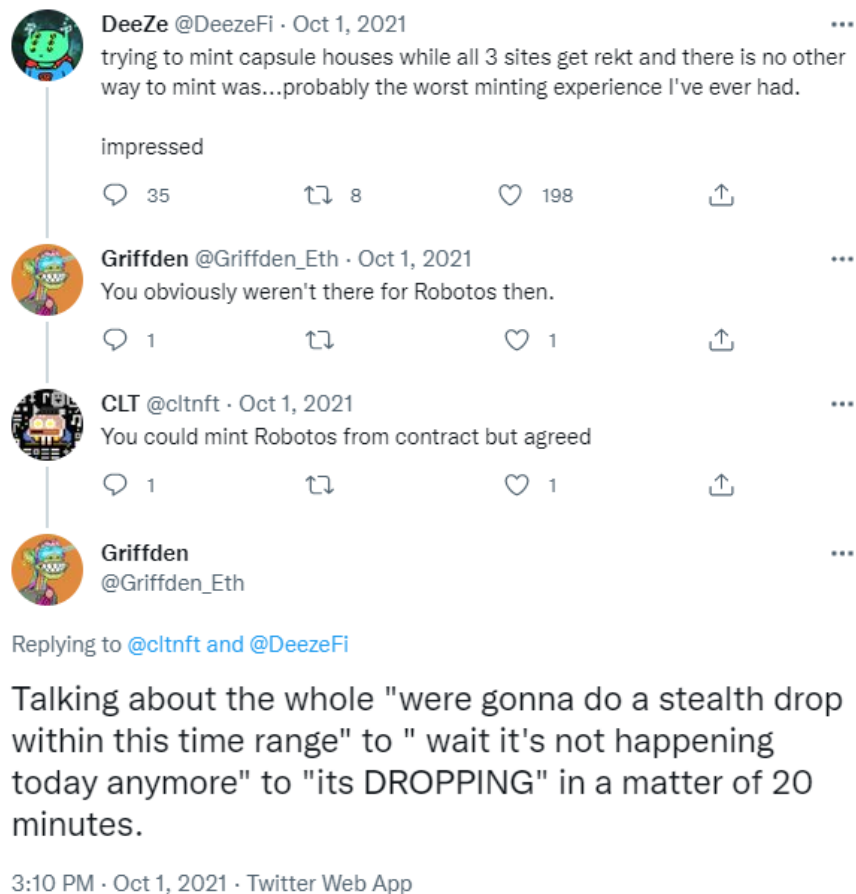 DeeZe @DeezeFi · Oct 1, 2021
trying to mint capsule houses while all 3 sites get rekt and there is no other
way to mint was...probably the worst minting experience I've ever had.
impressed
35 8 198
Griffden @Griffden_Eth · Oct 1, 2021
You obviously weren't there for Robotos then.
1 1
CLT @cltnft · Oct 1, 2021
You could mint Robotos from contract but agreed
1 1
Griffden
@Griffden_Eth
Replying to @cltnft and @DeezeFi
Talking about the whole "were gonna do a stealth drop
within this time range" to " wait it's not happening
today anymore" to "its DROPPING" in a matter of 20
minutes.
3:10 PM · Oct 1, 2021 · Twitter Web App